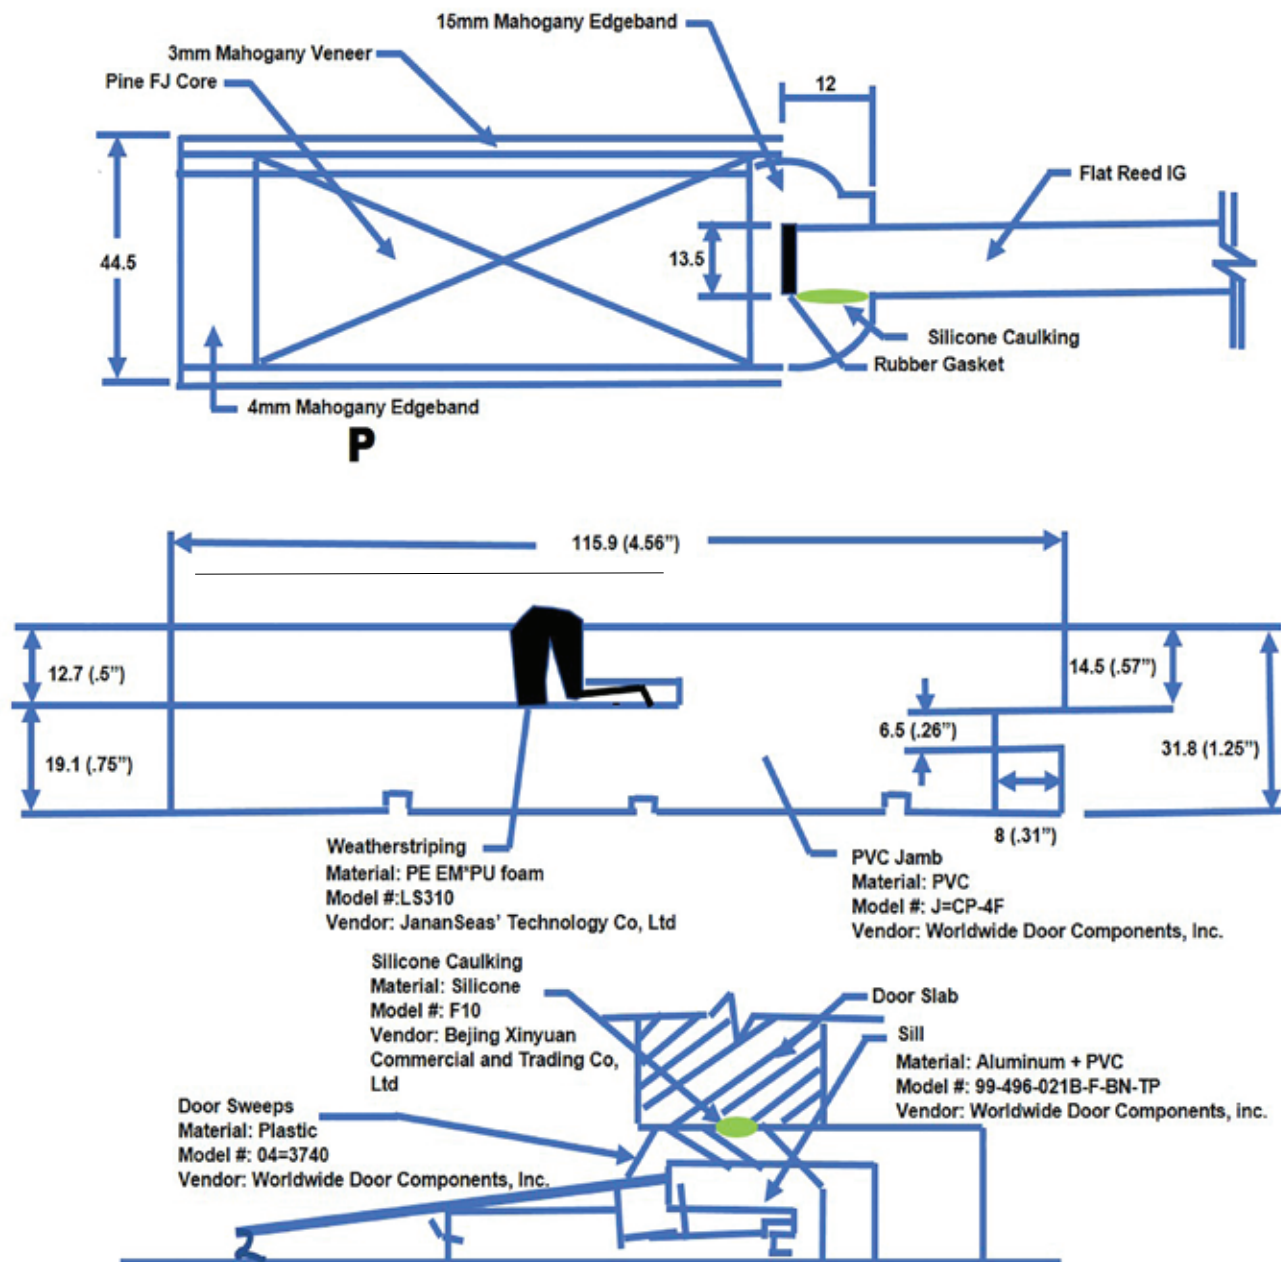 15mm Mahogany Edgeband
3mm Mahogany Veneer
Pine FJ Core
12
Flat Reed IG
44.5
13.5
Silicone Caulking
Rubber Gasket
4mm Mahogany Edgeband
P
115.9 (4.56”)
12.7 (.5”)
14.5 (.57”)
6.5 (.26”)
31.8 (1.25”)
19.1 (.75”)
8 (.31”)
Weatherstriping
Material: PE EM*PU foam
Model #:LS310
Vendor: JananSeas’ Technology Co, Ltd
PVC Jamb
Material: PVC
Model #: J=CP-4F
Vendor: Worldwide Door Components, Inc.
Silicone Caulking
Material: Silicone
Model #: F10
Vendor: Bejing Xinyuan
Commercial and Trading Co,
Ltd
Door Slab
Sill
Material: Aluminum + PVC
Model #: 99-496-021B-F-BN-TP
Vendor: Worldwide Door Components, inc.
Door Sweeps
Material: Plastic
Model #: 04=3740
Vendor: Worldwide Door Components, Inc.